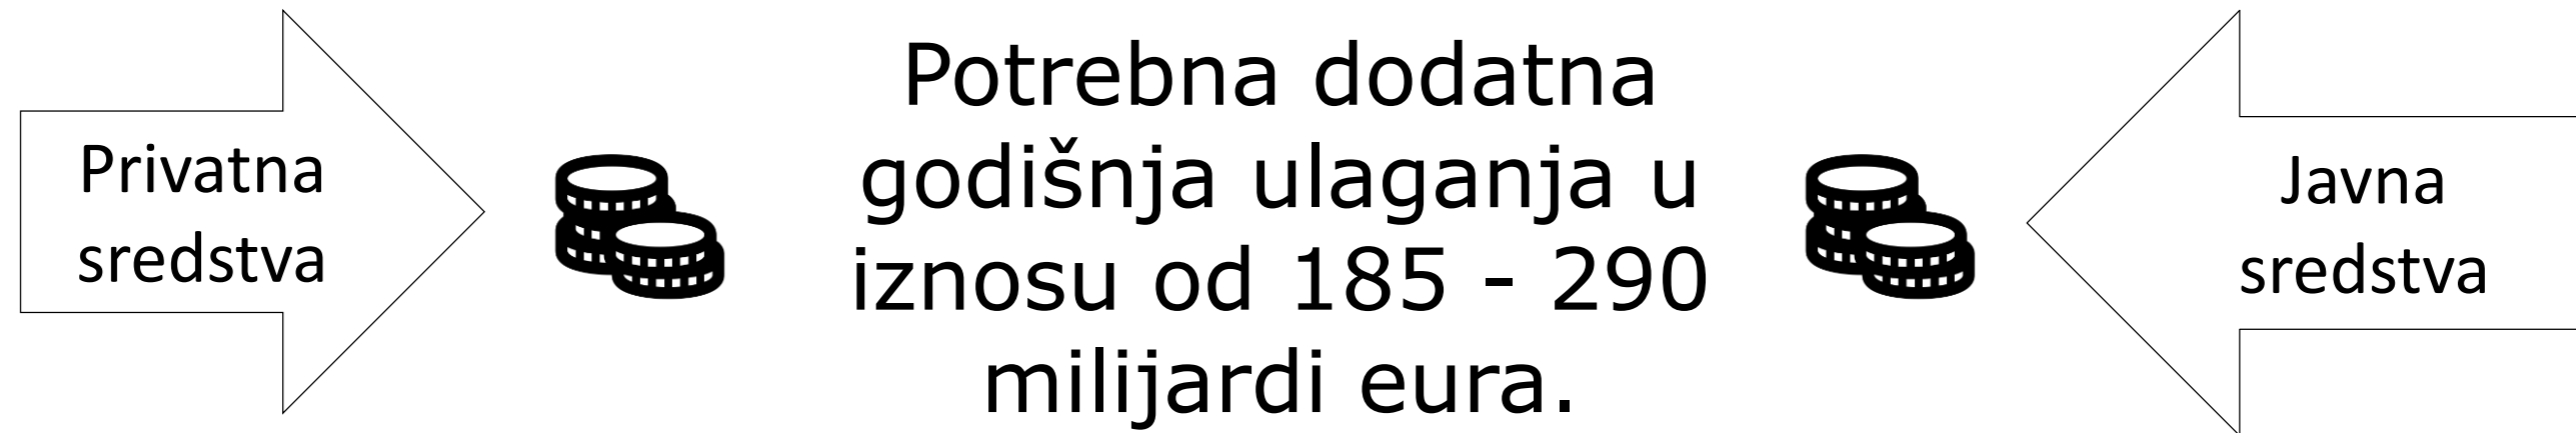 Privatna
sredstva
Potrebna dodatna
godišnja ulaganja u
iznosu od 185 - 290
milijardi eura.
Javna
sredstva